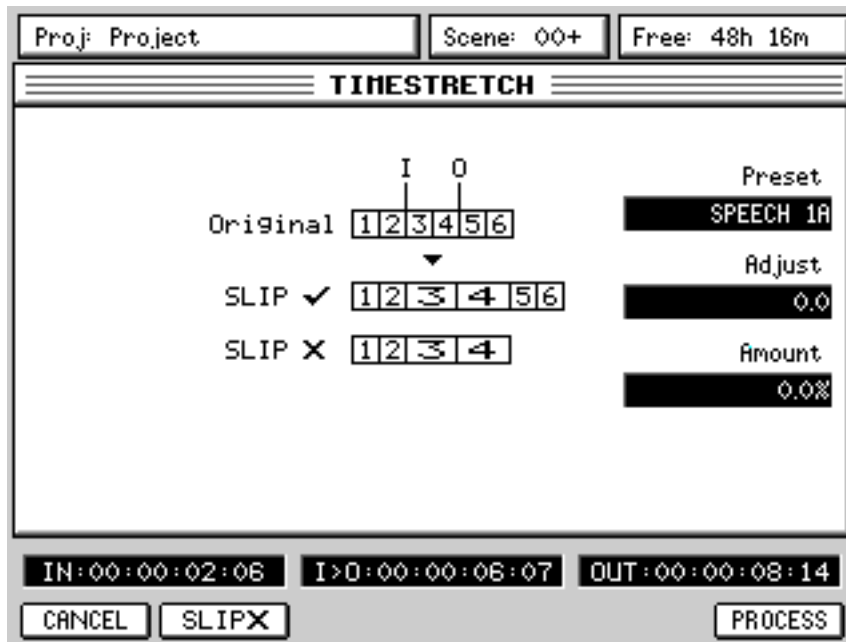 Proj: Project
Scene: 00+
Free: 48h 16m
TIMESTRETCH
I O
Preset
SPEECH 1A
Original 1 2 3 4 5 6
Adjust
0.0
SLIP ✓ 1 2 3 4 5 6
SLIP X 1 2 3 4
Amount
0.0%
IN:00:00:02:06
I>O:00:00:06:07
OUT:00:00:08:14
CANCEL
SLIPX
PROCESS